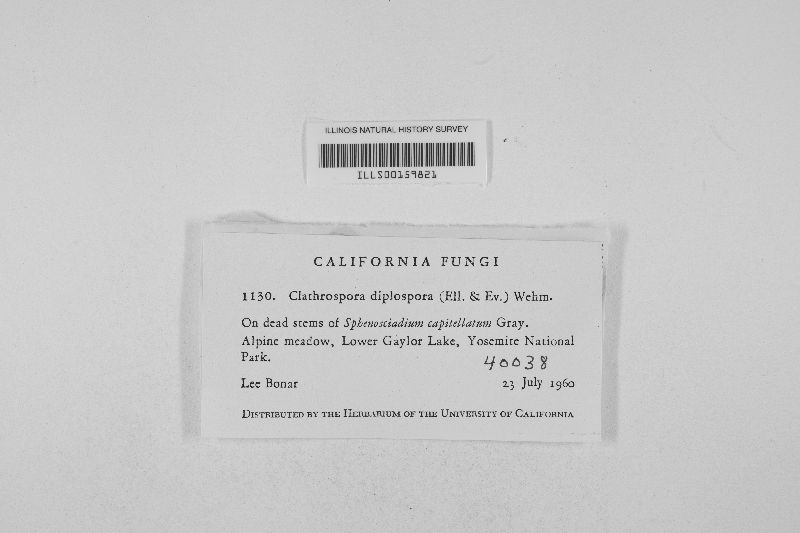 ILLINOIS NATURAL HISTORY SURVEY
ILLS00159821
CALIFORNIA FUNGI
1130. Clathrospora diplospora (Ell. & Ev.) Wehm.
On dead stems of Sphenosciadium capitellatum Gray.
Alpine meadow, Lower Gaylor Lake, Yosemite National
Park.
40038
Lee Bonar 23 July 1960
DISTRIBUTED BY THE HERBARIUM OF THE UNIVERSITY OF CALIFORNIA